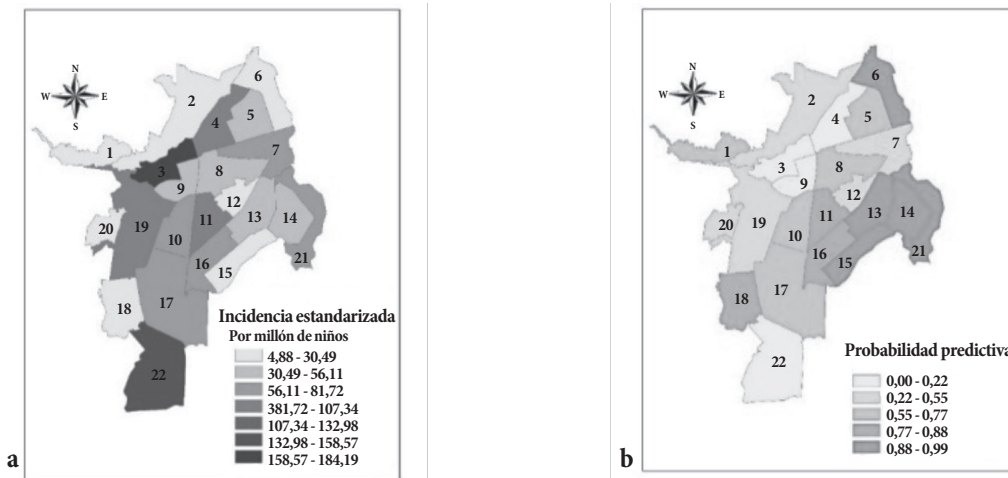 N
W E
S
6
2
5
4
7
1
3
8
9
12
13
14
20
19
11
10
21
16
15
18
17
22
Incidencia estandarizada
Por millón de niños
4,88 - 30,49
30,49 - 56,11
56,11 - 81,72
381,72 - 107,34
107,34 - 132,98
132,98 - 158,57
158,57 - 184,19
a
N
W E
S
6
2
5
4
7
1
3
8
9
12
13
14
20
19
11
10
21
16
15
18
17
22
Probabilidad predictiva
0,00 - 0,22
0,22 - 0,55
0,55 - 0,77
0,77 - 0,88
0,88 - 0,99
b